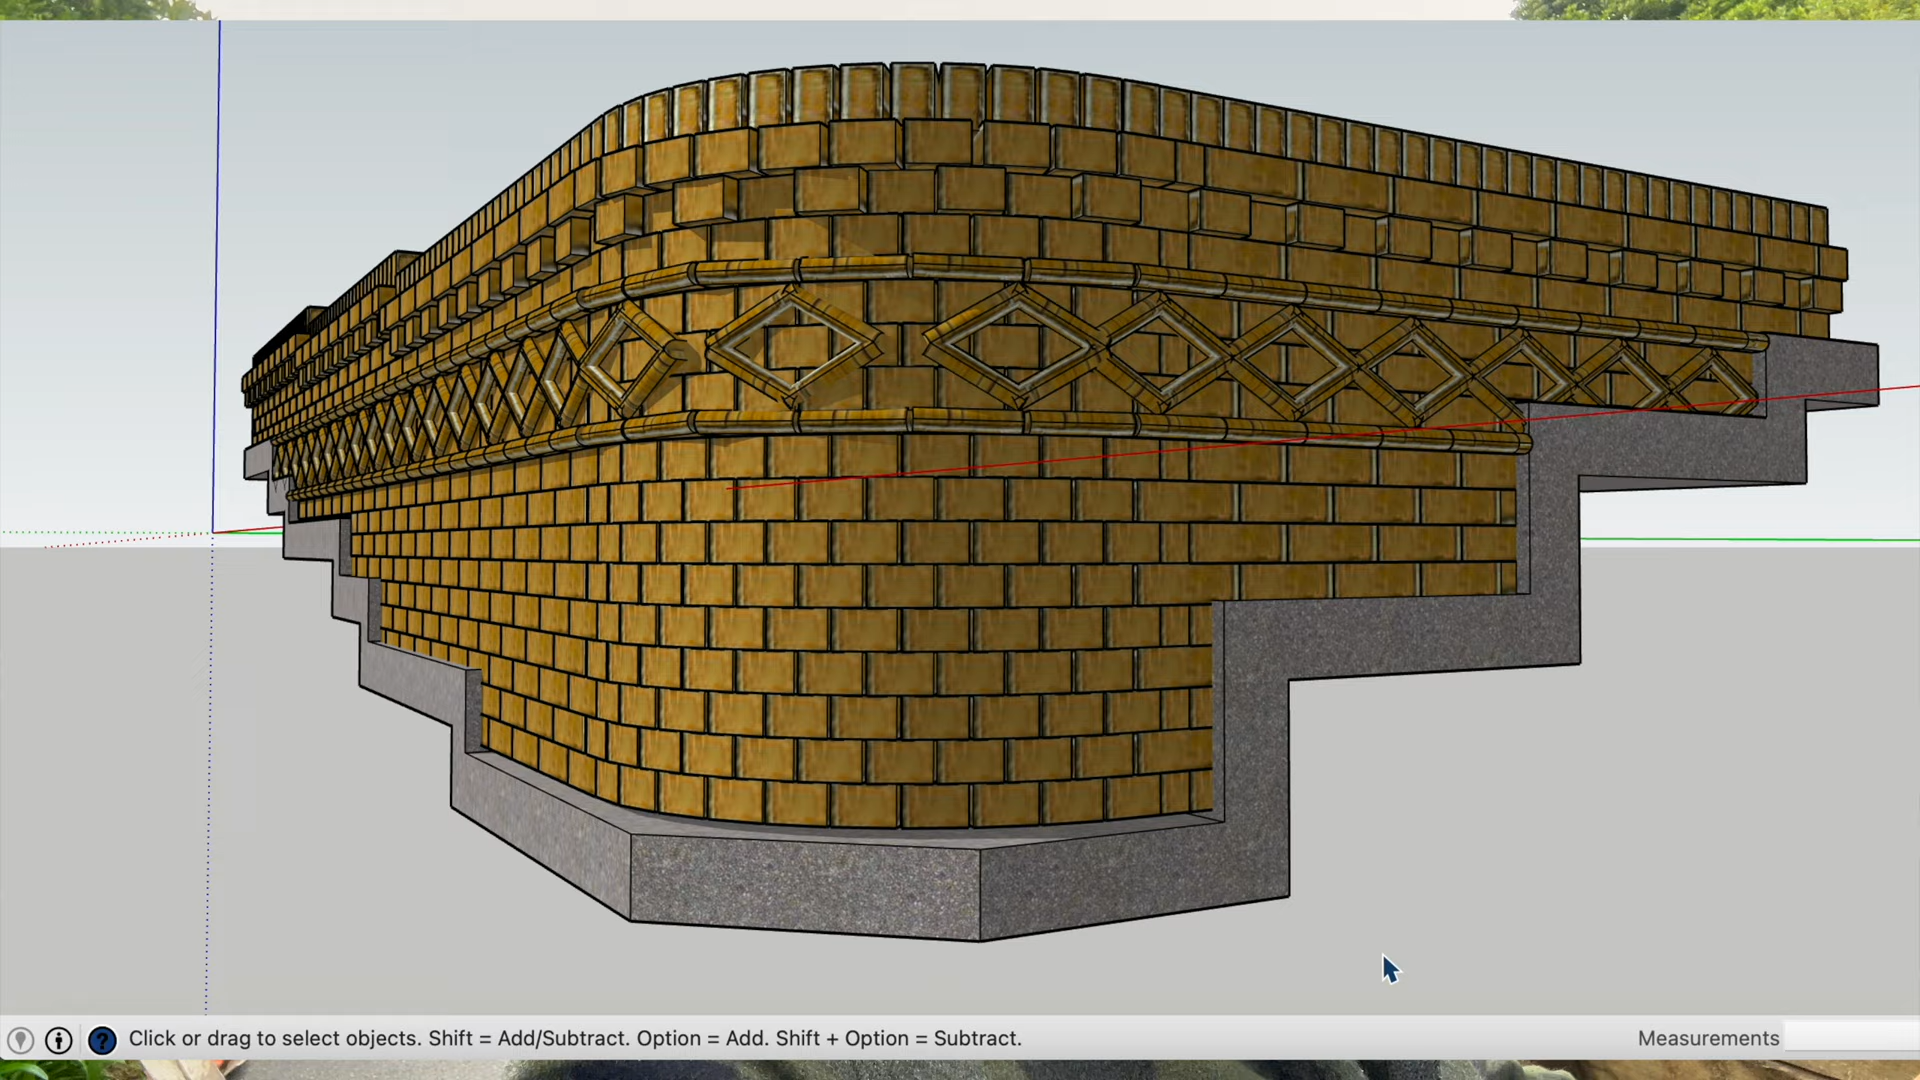 Click or drag to select objects. Shift = Add/Subtract. Option = Add. Shift + Option = Subtract.
Measurements